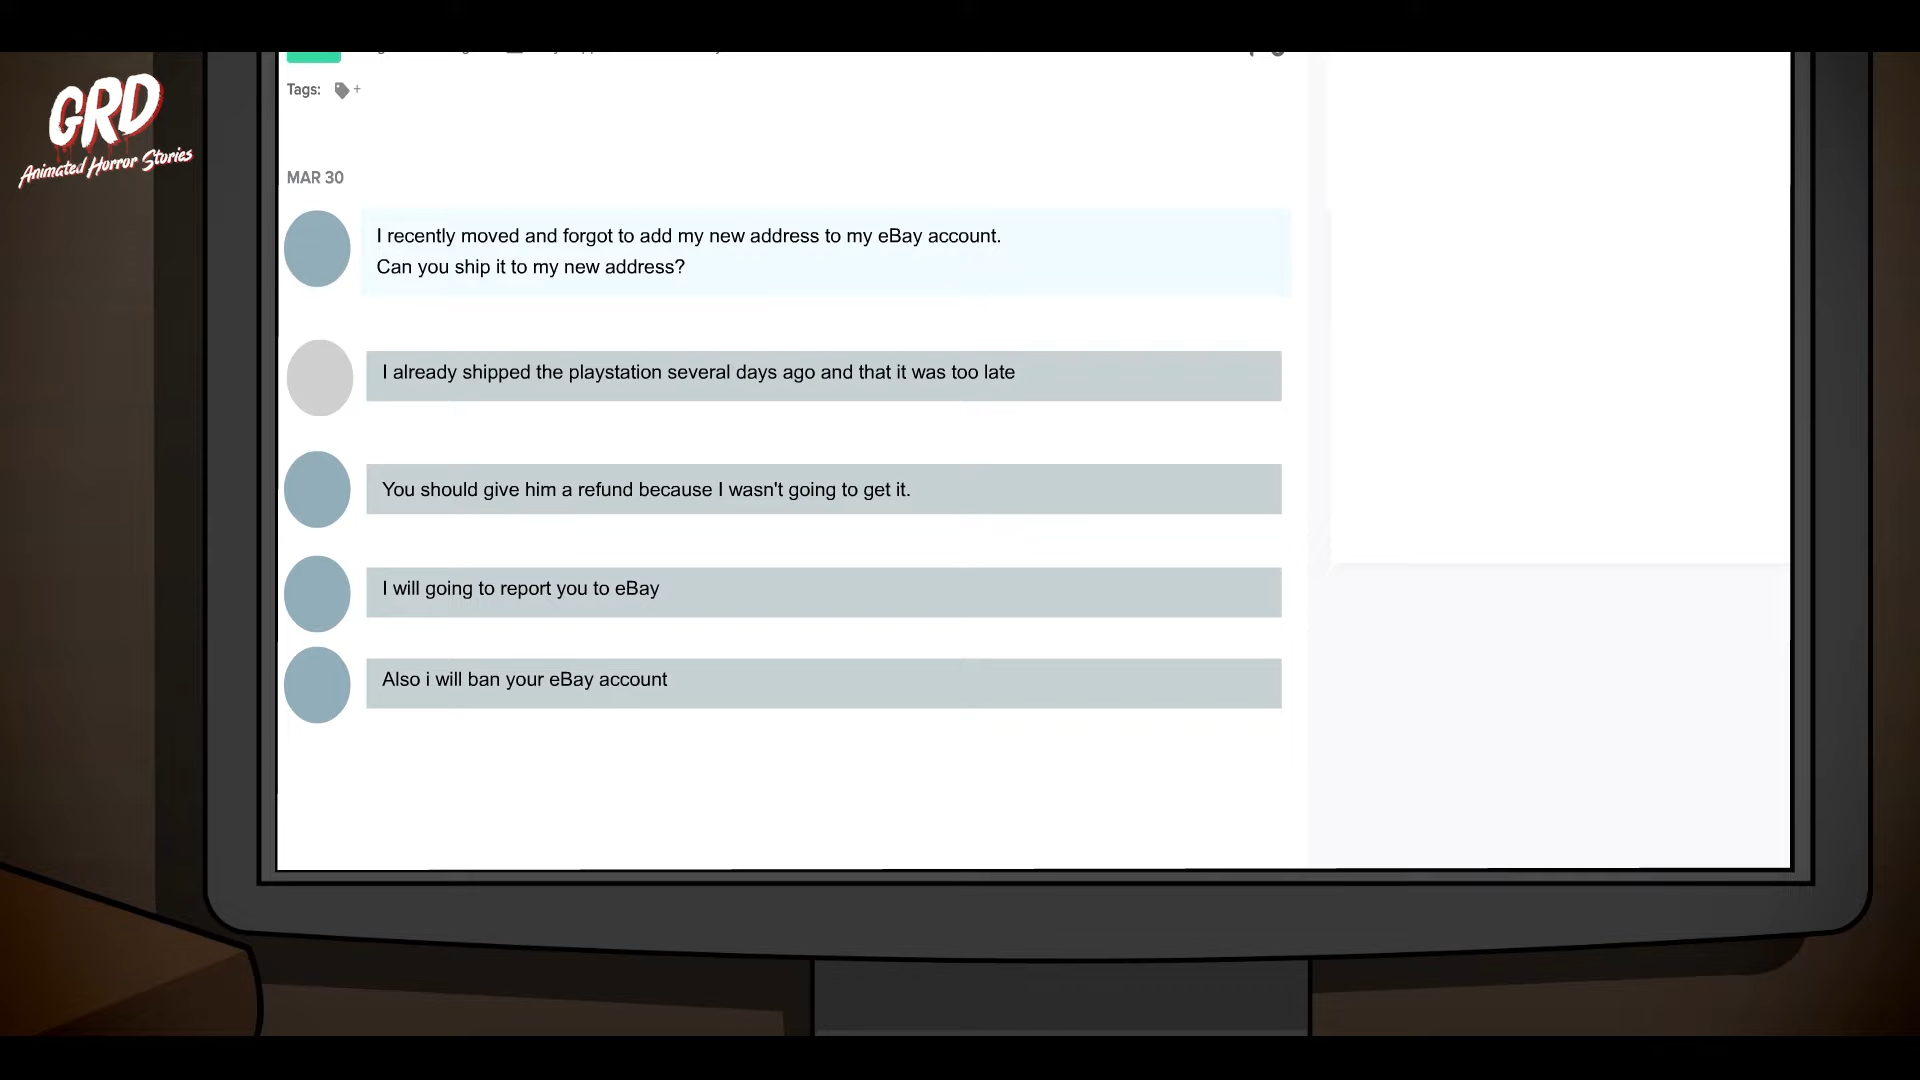 GRD
Animated Horror Stories
Tags:
+
MAR 30
I recently moved and forgot to add my new address to my eBay account.
Can you ship it to my new address?
I already shipped the playstation several days ago and that it was too late
You should give him a refund because I wasn't going to get it.
I will going to report you to eBay
Also i will ban your eBay account